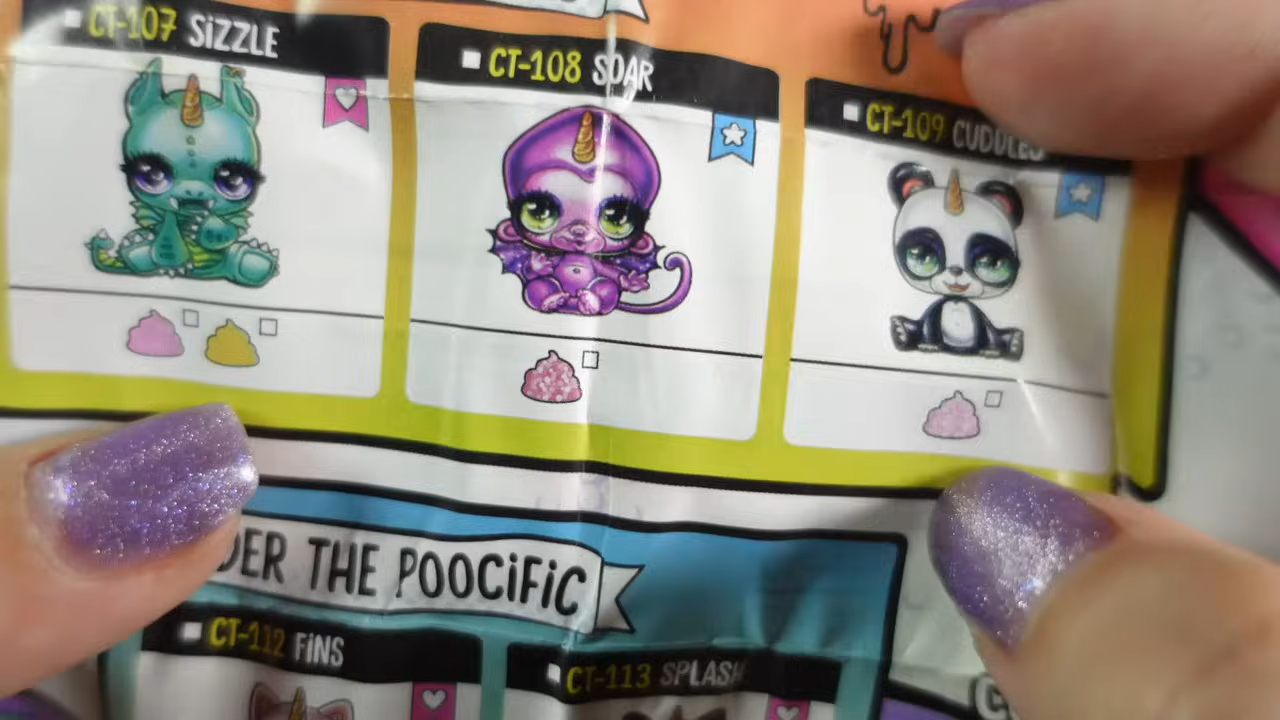 CT-107 SiZZLE
CT-108 SOAR
CT-109 CUDDLES
DER THE POOCiFiC
CT-112 FiNS
CT-113 SPLASH